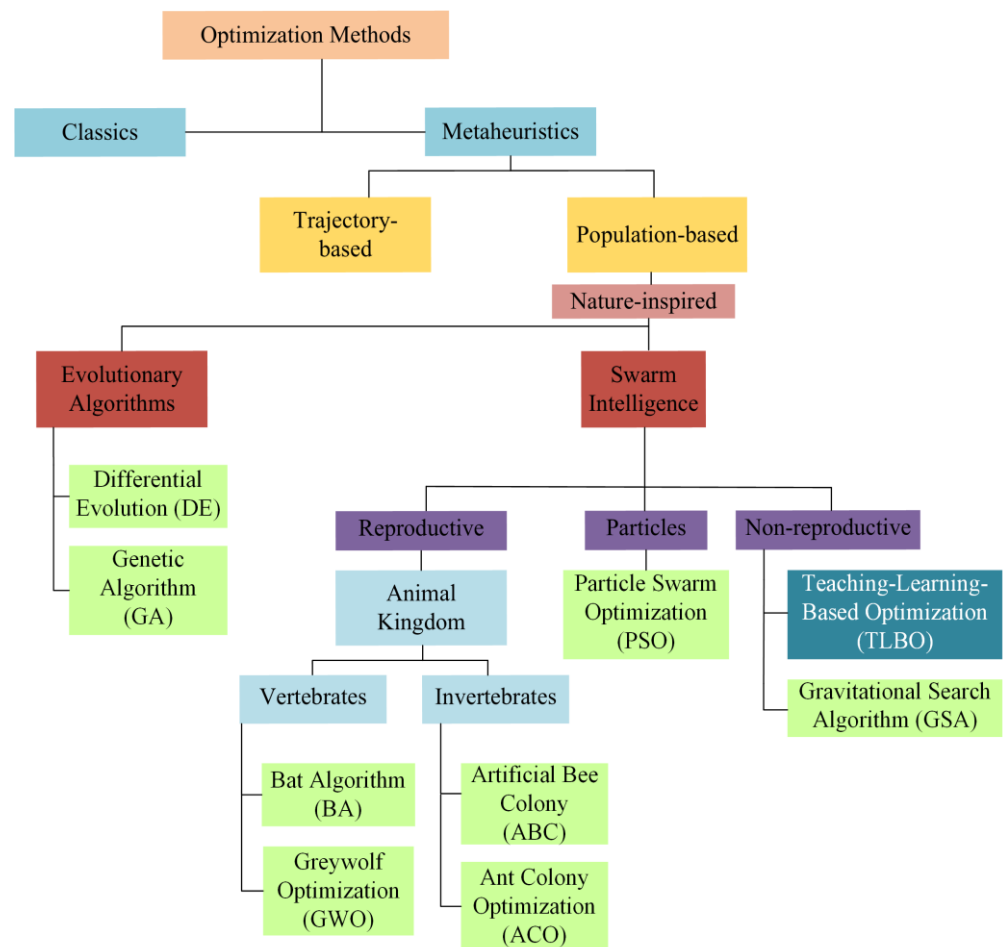 Optimization Methods
Classics
Metaheuristics
Trajectory-
based
Population-based
Nature-inspired
Evolutionary
Algorithms
Swarm
Intelligence
Differential
Evolution (DE)
Genetic
Algorithm
(GA)
Reproductive
Particles
Non-reproductive
Animal
Kingdom
Particle Swarm
Optimization
(PSO)
Teaching-Learning-
Based Optimization
(TLBO)
Gravitational Search
Algorithm (GSA)
Vertebrates
Invertebrates
Bat Algorithm
(BA)
Greywolf
Optimization
(GWO)
Artificial Bee
Colony
(ABC)
Ant Colony
Optimization
(ACO)